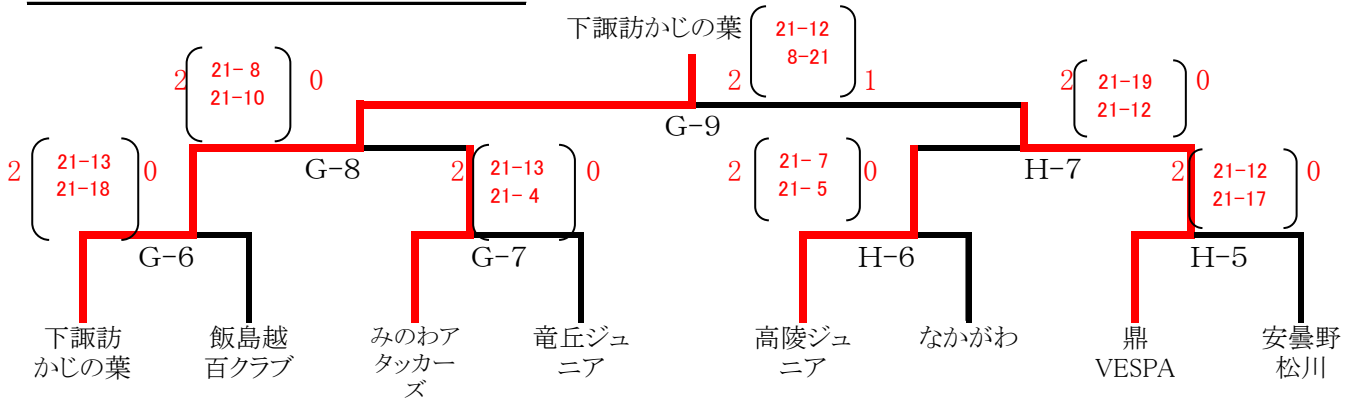 下諏訪かじの葉
21-12
8-21
2
1
G-9
2
21- 8
21-10
0
G-8
2
21-19
21-12
0
H-7
2
21-13
21-18
0
G-6
2
21-13
21- 4
0
G-7
2
21- 7
21- 5
0
H-6
2
21-12
21-17
0
H-5
下諏訪
かじの葉
飯島越
百クラブ
みのわア
タッカー
ズ
竜丘ジュ
ニア
高陵ジュ
ニア
なかがわ
鼎
VESPA
安曇野
松川